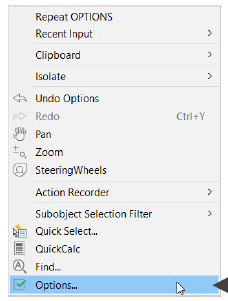 Repeat OPTIONS
Recent Input
Clipboard
Isolate
Undo Options
Redo Ctrl+Y
Pan
Zoom
SteeringWheels
Action Recorder
Subobject Selection Filter
Quick Select...
QuickCalc
Find...
Options...